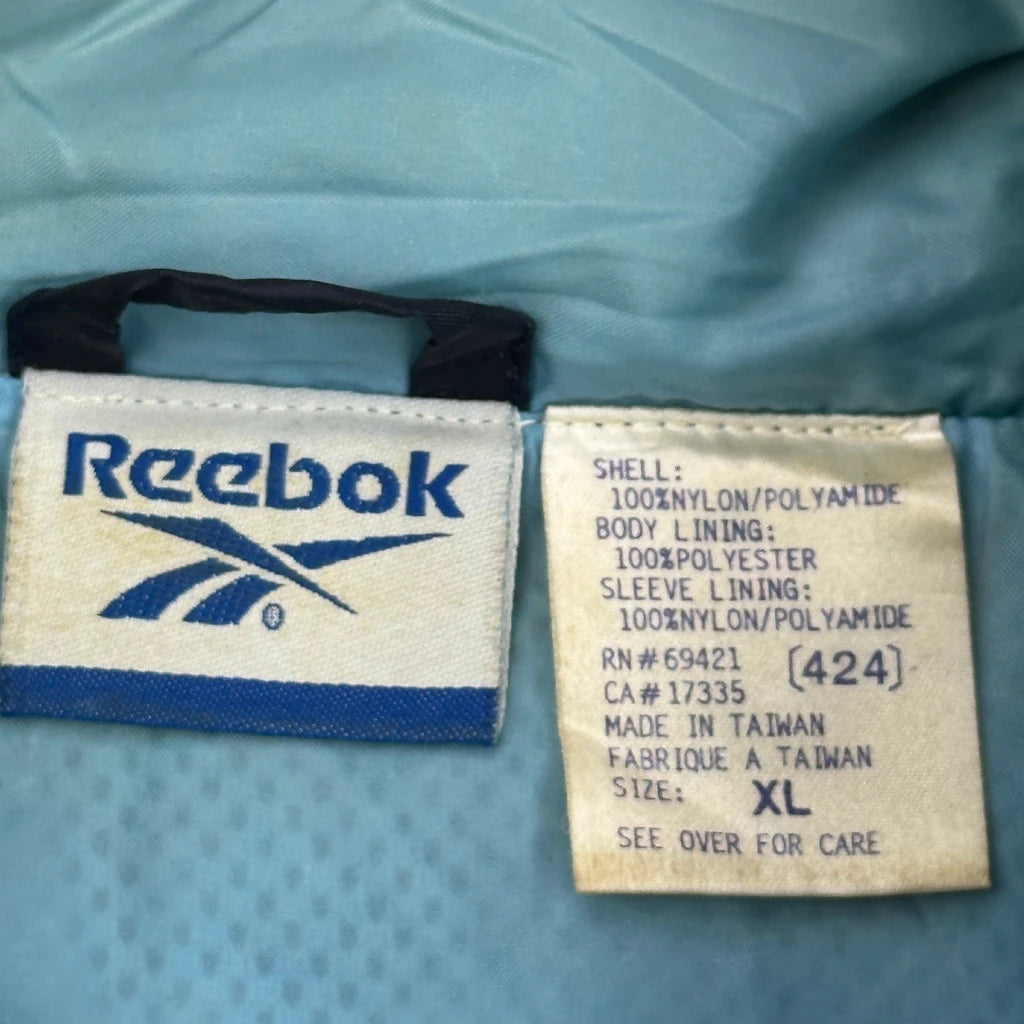 Reebok
®
SHELL:
100%NYLON/POLYAMIDE
BODY LINING:
100%POLYESTER
SLEEVE LINING:
100%NYLON/POLYAMIDE
RN#69421 (424)
CA#17335
MADE IN TAIWAN
FABRIQUE A TAIWAN
SIZE: XL
SEE OVER FOR CARE